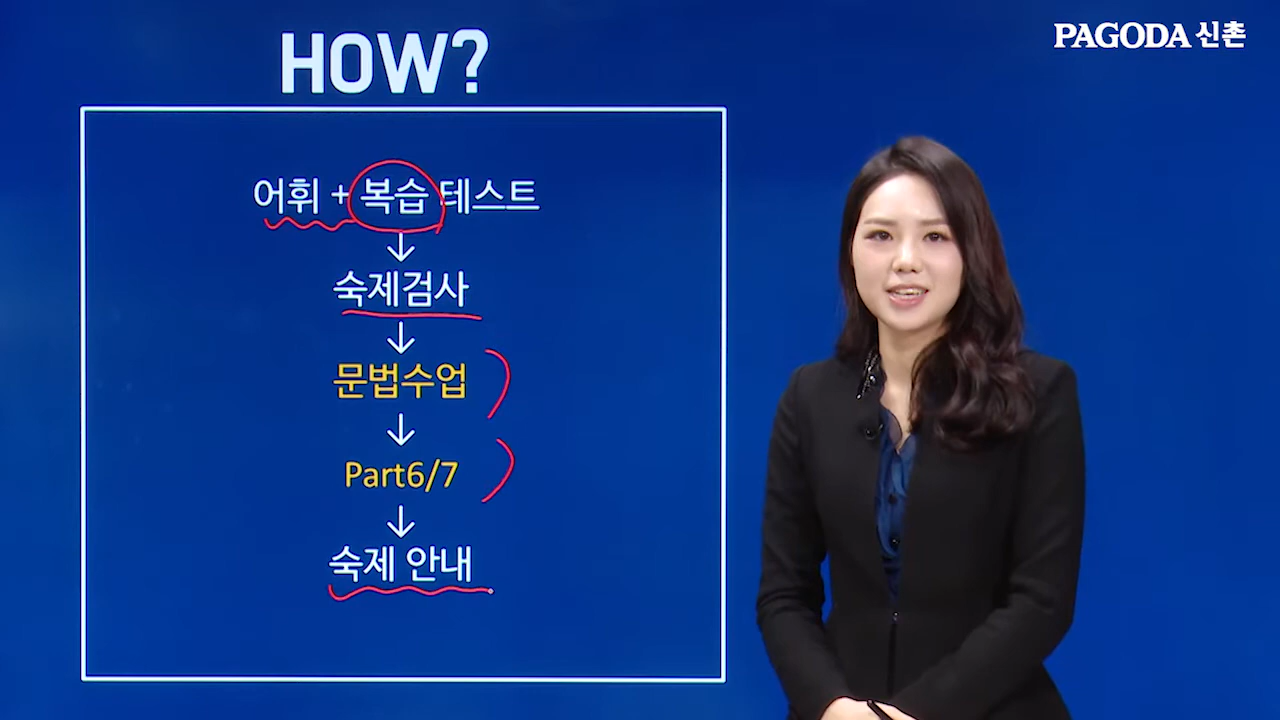 HOW?
PAGODA 신촌
어휘 + 복습 테스트
↓
숙제검사
↓
문법수업
↓
Part6/7
↓
숙제 안내